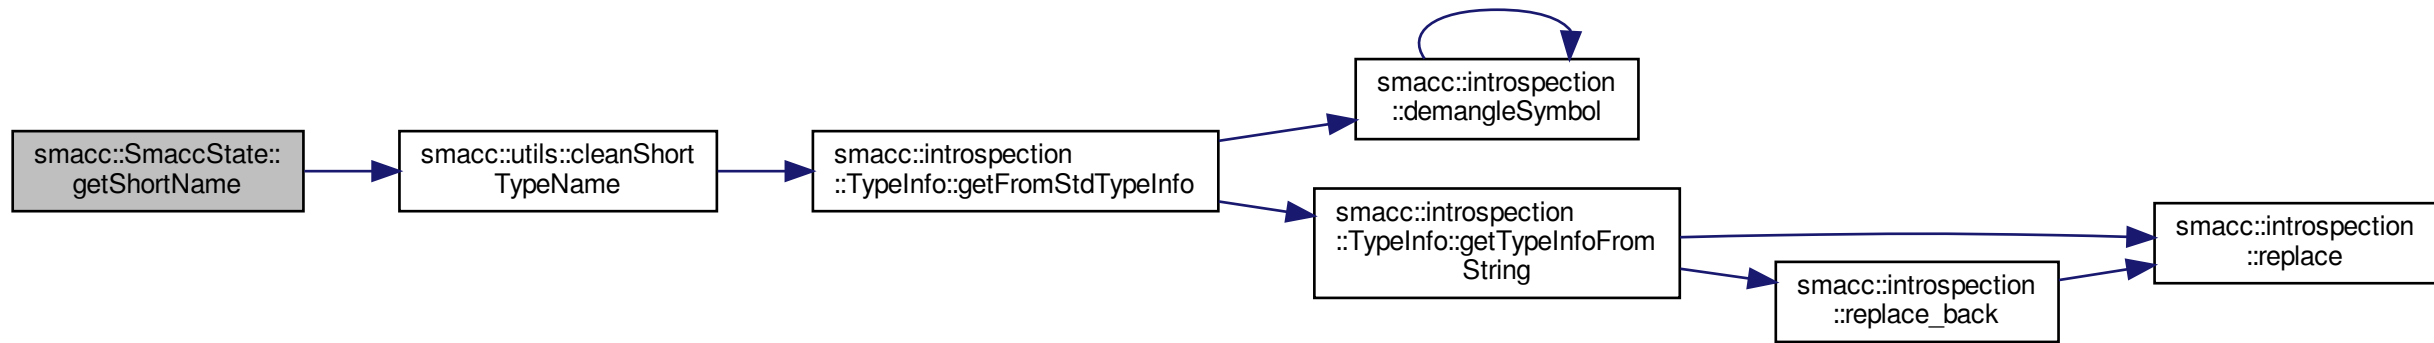 smacc::SmaccState::
getShortName
smacc::utils::cleanShort
TypeName
smacc::introspection
::TypeInfo::getFromStdTypeInfo
smacc::introspection
::demangleSymbol
smacc::introspection
::TypeInfo::getTypeInfoFrom
String
smacc::introspection
::replace_back
smacc::introspection
::replace